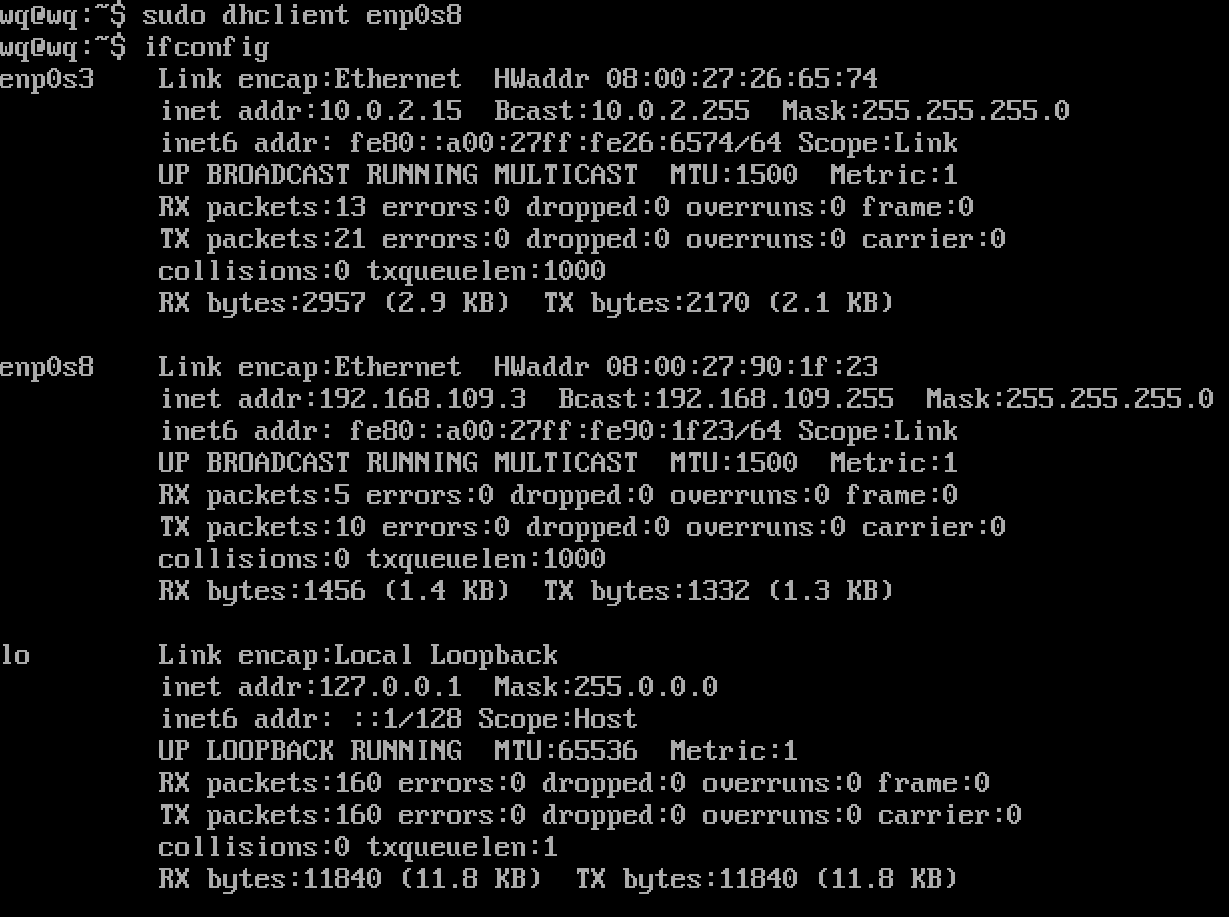 wq@wq:~$ sudo dhclient enp0s8
wq@wq:~$ ifconfig
enp0s3    Link encap:Ethernet  HWaddr 08:00:27:26:65:74
          inet addr:10.0.2.15  Bcast:10.0.2.255  Mask:255.255.255.0
          inet6 addr: fe80::a00:27ff:fe26:6574/64 Scope:Link
          UP BROADCAST RUNNING MULTICAST  MTU:1500  Metric:1
          RX packets:13 errors:0 dropped:0 overruns:0 frame:0
          TX packets:21 errors:0 dropped:0 overruns:0 carrier:0
          collisions:0 txqueuelen:1000
          RX bytes:2957 (2.9 KB)  TX bytes:2170 (2.1 KB)

enp0s8    Link encap:Ethernet  HWaddr 08:00:27:90:1f:23
          inet addr:192.168.109.3  Bcast:192.168.109.255  Mask:255.255.255.0
          inet6 addr: fe80::a00:27ff:fe90:1f23/64 Scope:Link
          UP BROADCAST RUNNING MULTICAST  MTU:1500  Metric:1
          RX packets:5 errors:0 dropped:0 overruns:0 frame:0
          TX packets:10 errors:0 dropped:0 overruns:0 carrier:0
          collisions:0 txqueuelen:1000
          RX bytes:1456 (1.4 KB)  TX bytes:1332 (1.3 KB)

lo        Link encap:Local Loopback
          inet addr:127.0.0.1  Mask:255.0.0.0
          inet6 addr: ::1/128 Scope:Host
          UP LOOPBACK RUNNING  MTU:65536  Metric:1
          RX packets:160 errors:0 dropped:0 overruns:0 frame:0
          TX packets:160 errors:0 dropped:0 overruns:0 carrier:0
          collisions:0 txqueuelen:1
          RX bytes:11840 (11.8 KB)  TX bytes:11840 (11.8 KB)